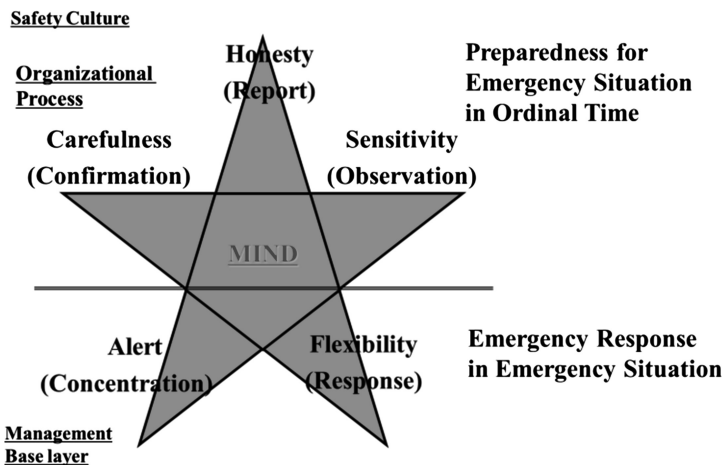 Safety Culture
Organizational
Process
Honesty
(Report)
Preparedness for
Emergency Situation
in Ordinal Time
Carefulness
(Confirmation)
Sensitivity
(Observation)
MIND
Alert
(Concentration)
Flexibility
(Response)
Emergency Response
in Emergency Situation
Management
Base layer